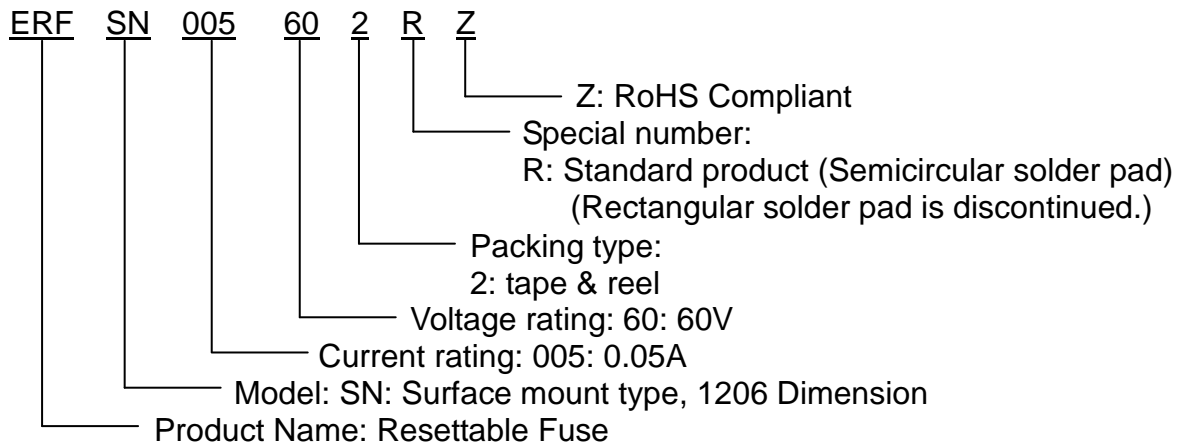 ERF SN 005 60 2 R Z
Z: RoHS Compliant
Special number:
R: Standard product (Semicircular solder pad)
(Rectangular solder pad is discontinued.)
Packing type:
2: tape & reel
Voltage rating: 60: 60V
Current rating: 005: 0.05A
Model: SN: Surface mount type, 1206 Dimension
Product Name: Resettable Fuse